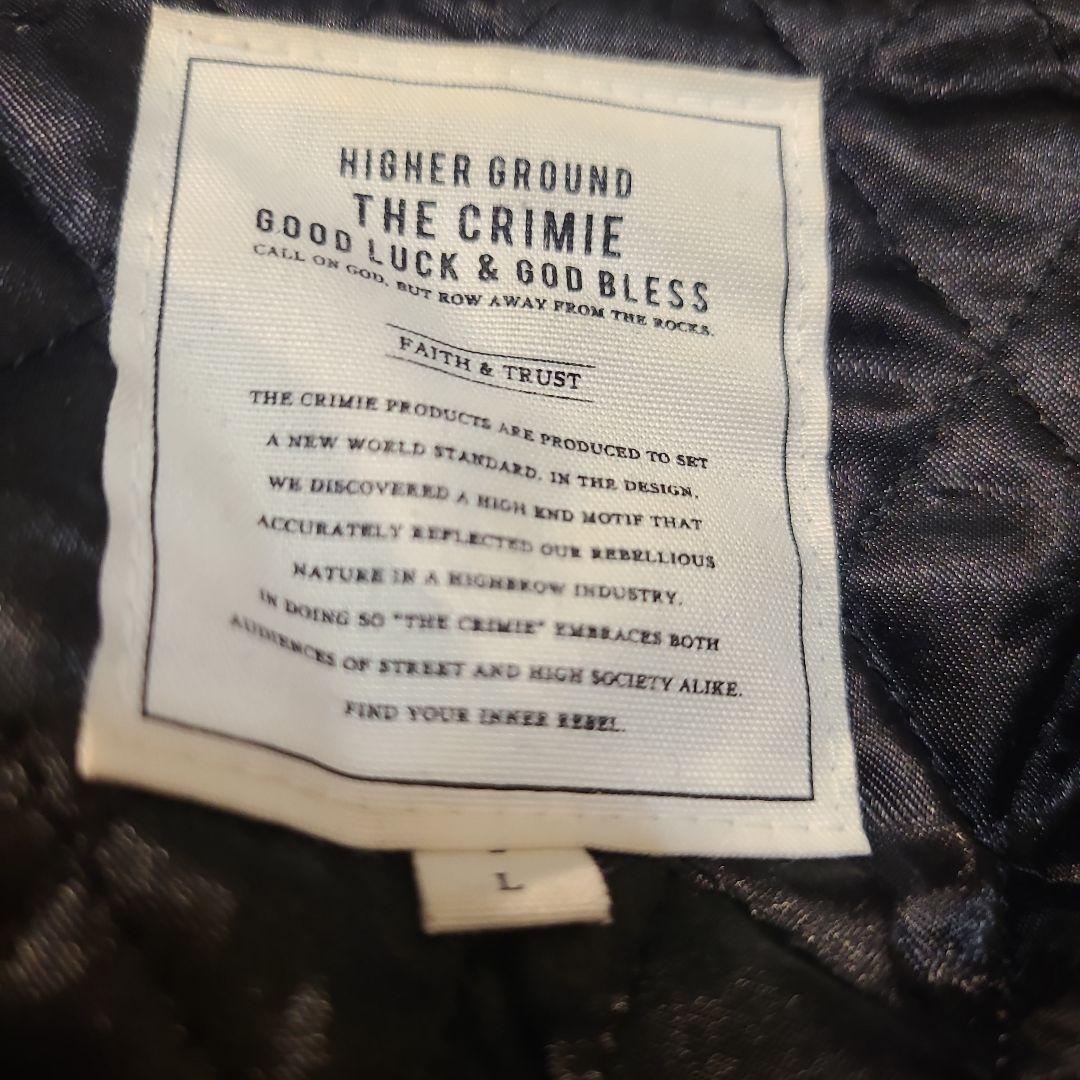 HIGHER GROUND
THE CRIMIE
GOOD LUCK & GOD BLESS
CALL ON GOD, BUT ROW AWAY FROM THE ROCKS.
FAITH & TRUST
THE CRIMIE PRODUCTS ARE PRODUCED TO SET
A NEW WORLD STANDARD. IN THE DESIGN,
WE DISCOVERED A HIGH END MOTIF THAT
ACCURATELY REFLECTED OUR REBELLIOUS
NATURE IN A HIGHBROW INDUSTRY.
IN DOING SO "THE CRIMIE" EMBRACES BOTH
AUDIENCES OF STREET AND HIGH SOCIETY ALIKE.
FIND YOUR INNER REBEL.
L